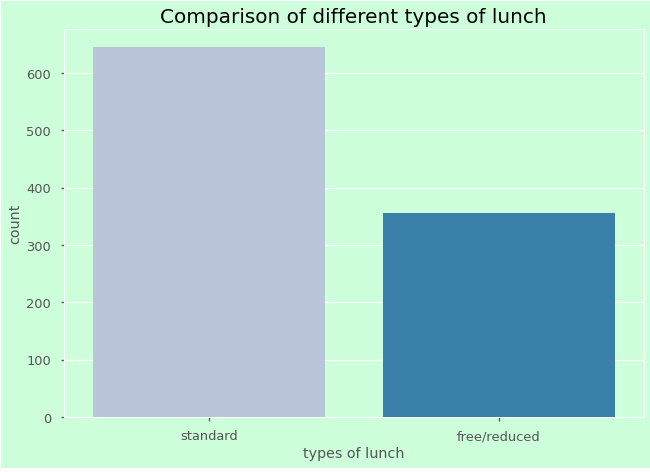 Comparison of different types of lunch
600
500
400
300
200
100
0
count
standard free/reduced
types of lunch